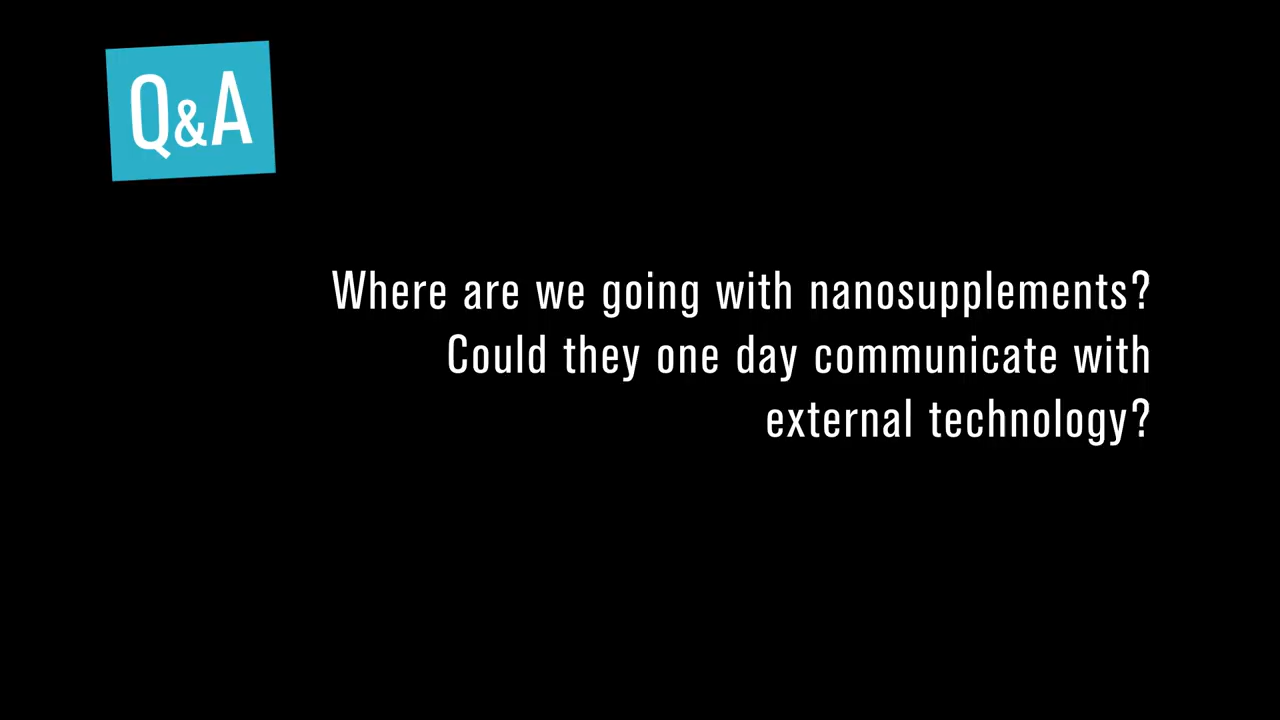 Q&A
Where are we going with nanosupplements?
Could they one day communicate with
external technology?